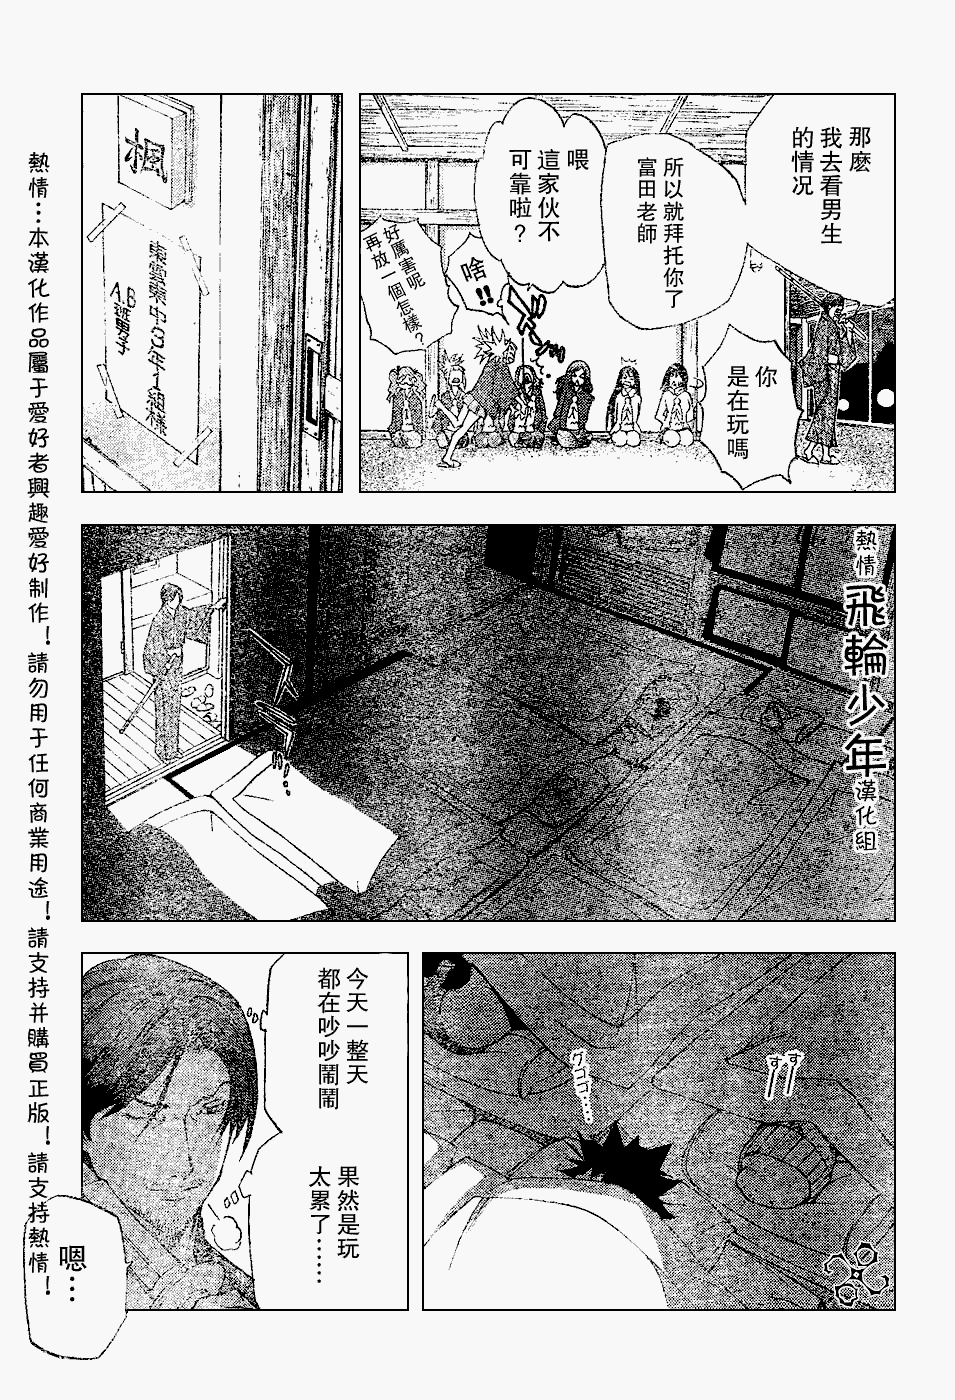 那麽
我去看男生
的情况
所以就拜托你了
富田老師
喂
這家伙不
可靠啦？
啥!!
好厲害呢
再放一個怎樣？
你
是在玩嗎
楓
東雲東中3年1組様
A.B
班男子
熱情
飛輪少年
漢化組
グゴゴ……
すーすー
今天一整天
都在吵吵鬧鬧
果然是玩
太累了……
嗯…
熱情…本漢化作品屬于愛好者興趣愛好制作！請勿用于任何商業用途！請支持并購買正版！請支持熱情！